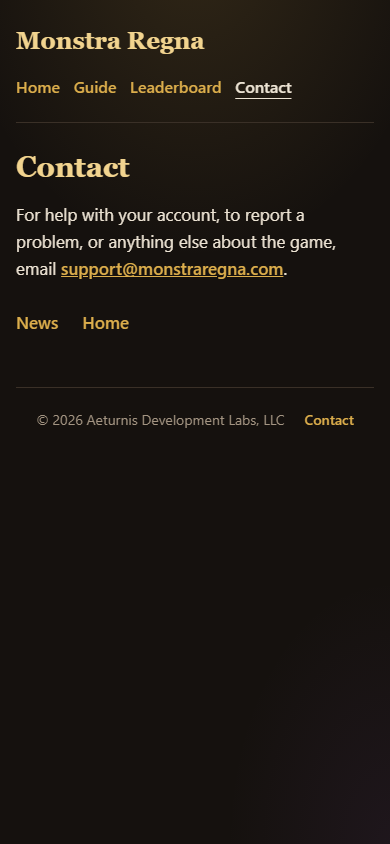 Monstra Regna
Home Guide Leaderboard Contact
Contact
For help with your account, to report a
problem, or anything else about the game,
email support@monstraregna.com.
News Home
© 2026 Aeturnis Development Labs, LLC Contact